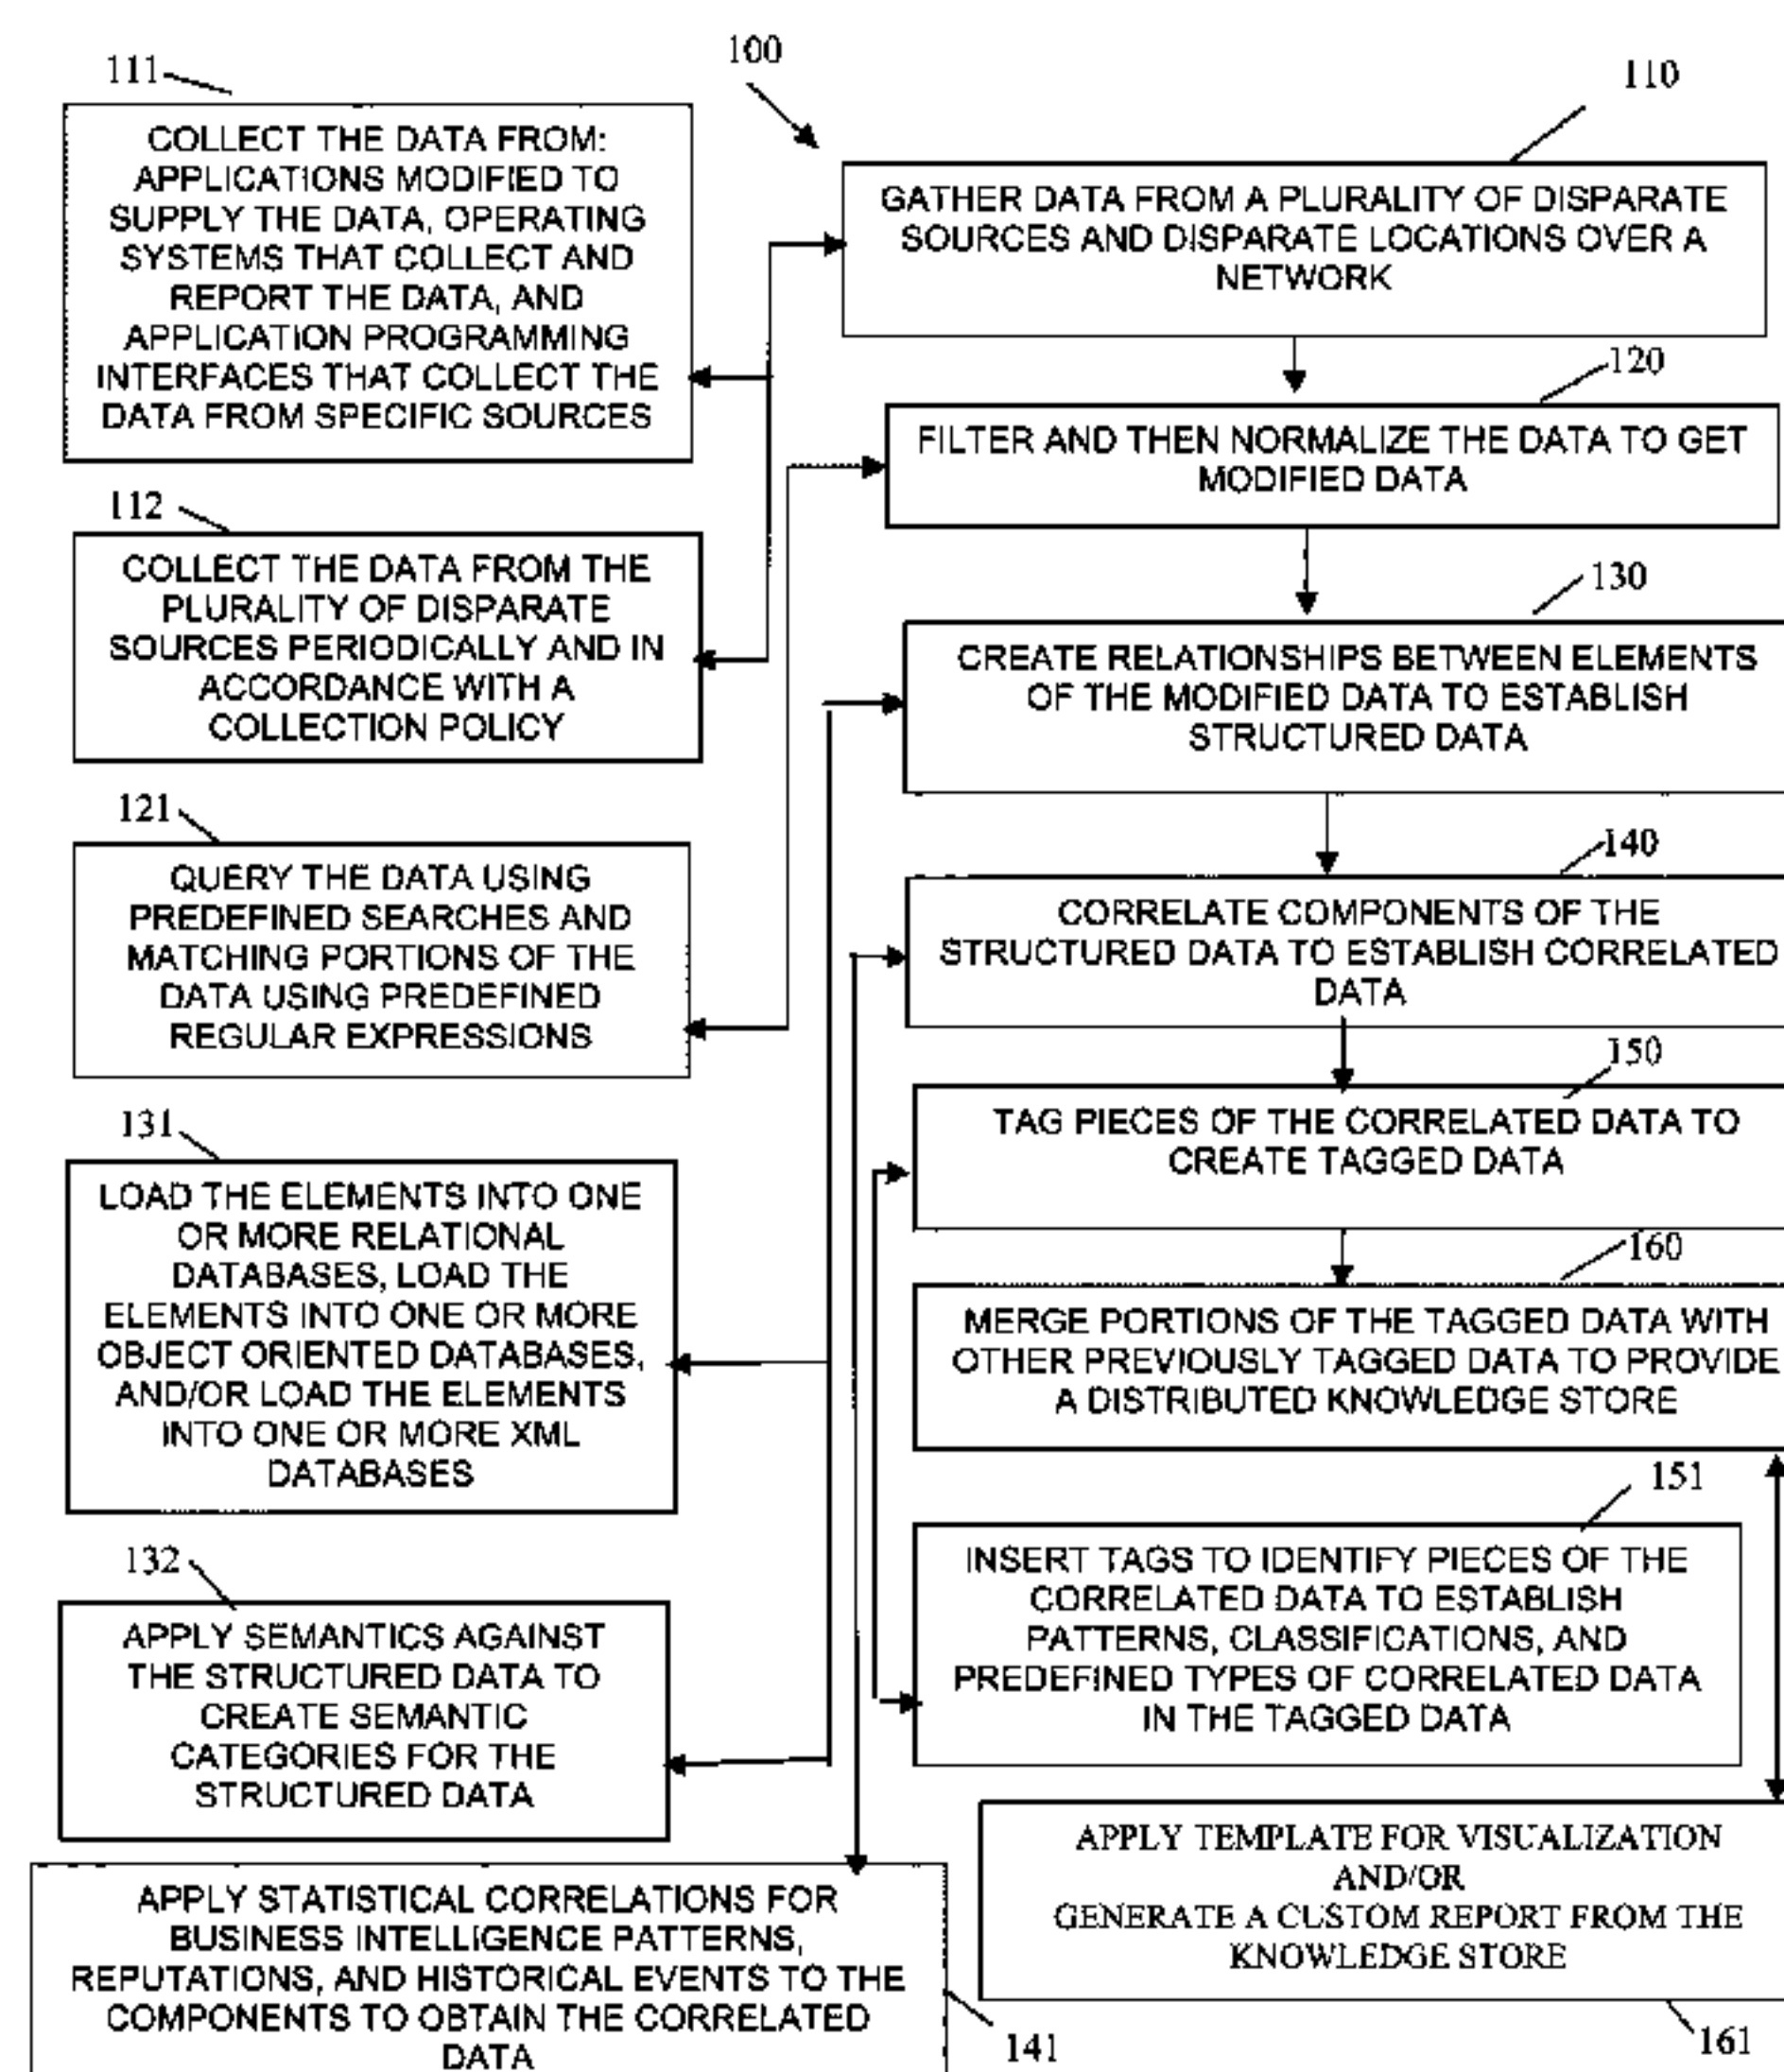 100
111
COLLECT THE DATA FROM:
APPLICATIONS MODIFIED TO
SUPPLY THE DATA, OPERATING
SYSTEMS THAT COLLECT AND
REPORT THE DATA, AND
APPLICATION PROGRAMMING
INTERFACES THAT COLLECT THE
DATA FROM SPECIFIC SOURCES
112
COLLECT THE DATA FROM THE
PLURALITY OF DISPARATE
SOURCES PERIODICALLY AND IN
ACCORDANCE WITH A
COLLECTION POLICY
121
QUERY THE DATA USING
PREDEFINED SEARCHES AND
MATCHING PORTIONS OF THE
DATA USING PREDEFINED
REGULAR EXPRESSIONS
131
LOAD THE ELEMENTS INTO ONE
OR MORE RELATIONAL
DATABASES, LOAD THE
ELEMENTS INTO ONE OR MORE
OBJECT ORIENTED DATABASES,
AND/OR LOAD THE ELEMENTS
INTO ONE OR MORE XML
DATABASES
132
APPLY SEMANTICS AGAINST
THE STRUCTURED DATA TO
CREATE SEMANTIC
CATEGORIES FOR THE
STRUCTURED DATA
APPLY STATISTICAL CORRELATIONS FOR
BUSINESS INTELLIGENCE PATTERNS,
REPUTATIONS, AND HISTORICAL EVENTS TO THE
COMPONENTS TO OBTAIN THE CORRELATED
DATA
141
110
GATHER DATA FROM A PLURALITY OF DISPARATE
SOURCES AND DISPARATE LOCATIONS OVER A
NETWORK
120
FILTER AND THEN NORMALIZE THE DATA TO GET
MODIFIED DATA
130
CREATE RELATIONSHIPS BETWEEN ELEMENTS
OF THE MODIFIED DATA TO ESTABLISH
STRUCTURED DATA
140
CORRELATE COMPONENTS OF THE
STRUCTURED DATA TO ESTABLISH CORRELATED
DATA
150
TAG PIECES OF THE CORRELATED DATA TO
CREATE TAGGED DATA
160
MERGE PORTIONS OF THE TAGGED DATA WITH
OTHER PREVIOUSLY TAGGED DATA TO PROVIDE
A DISTRIBUTED KNOWLEDGE STORE
151
INSERT TAGS TO IDENTIFY PIECES OF THE
CORRELATED DATA TO ESTABLISH
PATTERNS, CLASSIFICATIONS, AND
PREDEFINED TYPES OF CORRELATED DATA
IN THE TAGGED DATA
APPLY TEMPLATE FOR VISUALIZATION
AND/OR
GENERATE A CUSTOM REPORT FROM THE
KNOWLEDGE STORE
161